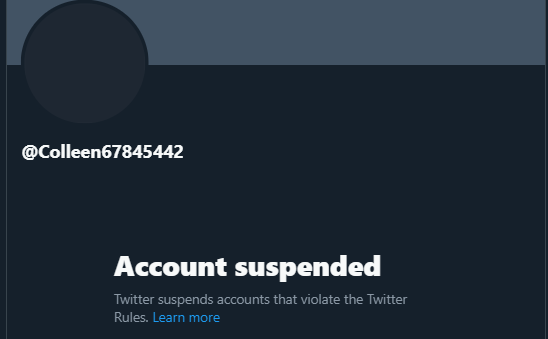 @Colleen67845442
Account suspended
Twitter suspends accounts that violate the Twitter
Rules. Learn more